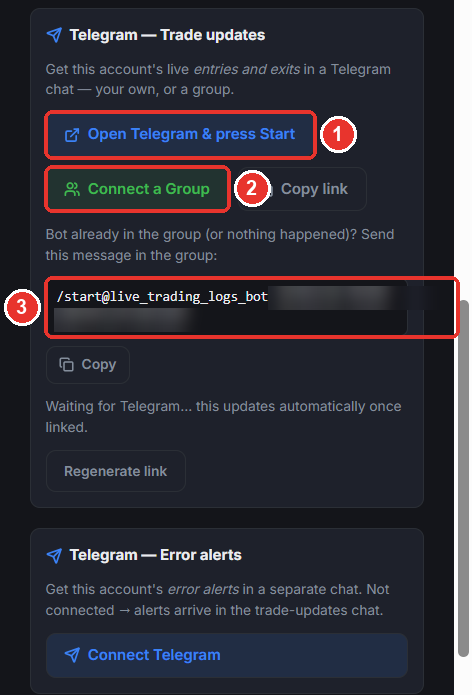 Telegram — Trade updates
Get this account's live entries and exits in a Telegram
chat — your own, or a group.
Open Telegram & press Start
1
Connect a Group
2
Copy link
Bot already in the group (or nothing happened)? Send
this message in the group:
3
/start@live_trading_logs_bot
Copy
Waiting for Telegram... this updates automatically once
linked.
Regenerate link
Telegram — Error alerts
Get this account's error alerts in a separate chat. Not
connected → alerts arrive in the trade-updates chat.
Connect Telegram